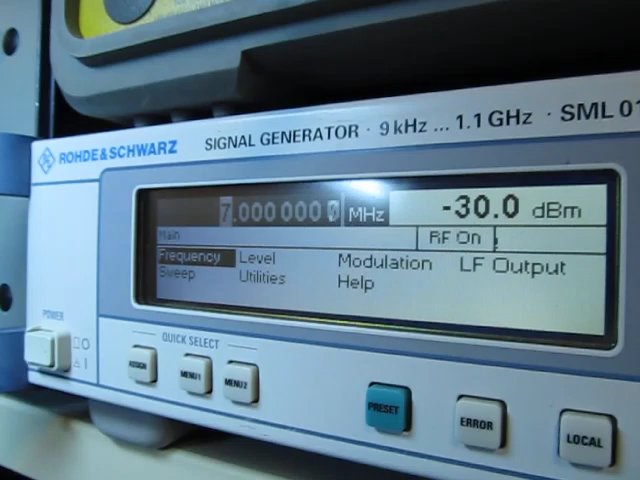 ROHDE&SCHWARZ SIGNAL GENERATOR · 9 kHz ... 1.1 GHz · SML 01
7.000 000 0 MHz -30.0 dBm
Main RF On
Frequency Level Modulation LF Output
Sweep Utilities Help
POWER
QUICK SELECT
ASSIGN MENU1 MENU2 PRESET ERROR LOCAL